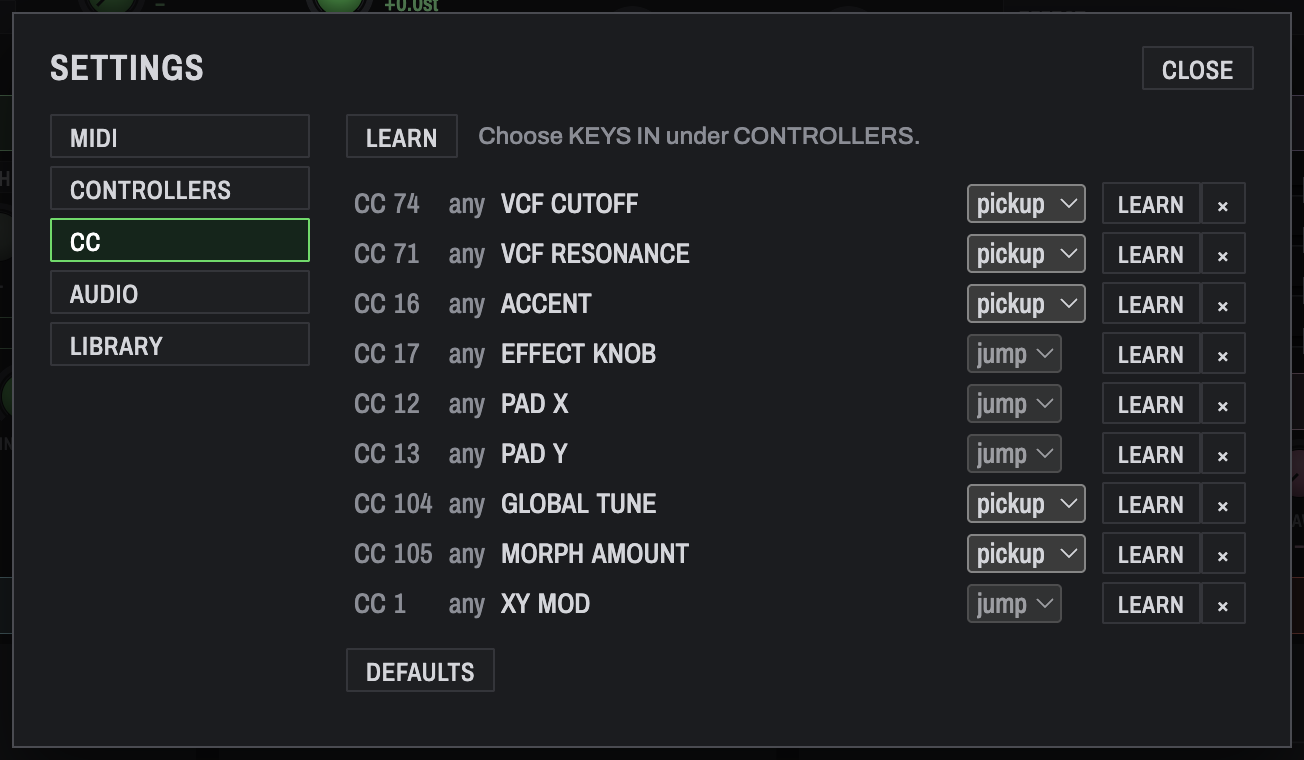 +0.0st
SETTINGS
CLOSE
MIDI
CONTROLLERS
CC
AUDIO
LIBRARY
LEARN Choose KEYS IN under CONTROLLERS.
CC 74 any VCF CUTOFF pickup LEARN ×
CC 71 any VCF RESONANCE pickup LEARN ×
CC 16 any ACCENT pickup LEARN ×
CC 17 any EFFECT KNOB jump LEARN ×
CC 12 any PAD X jump LEARN ×
CC 13 any PAD Y jump LEARN ×
CC 104 any GLOBAL TUNE pickup LEARN ×
CC 105 any MORPH AMOUNT pickup LEARN ×
CC 1 any XY MOD jump LEARN ×
DEFAULTS